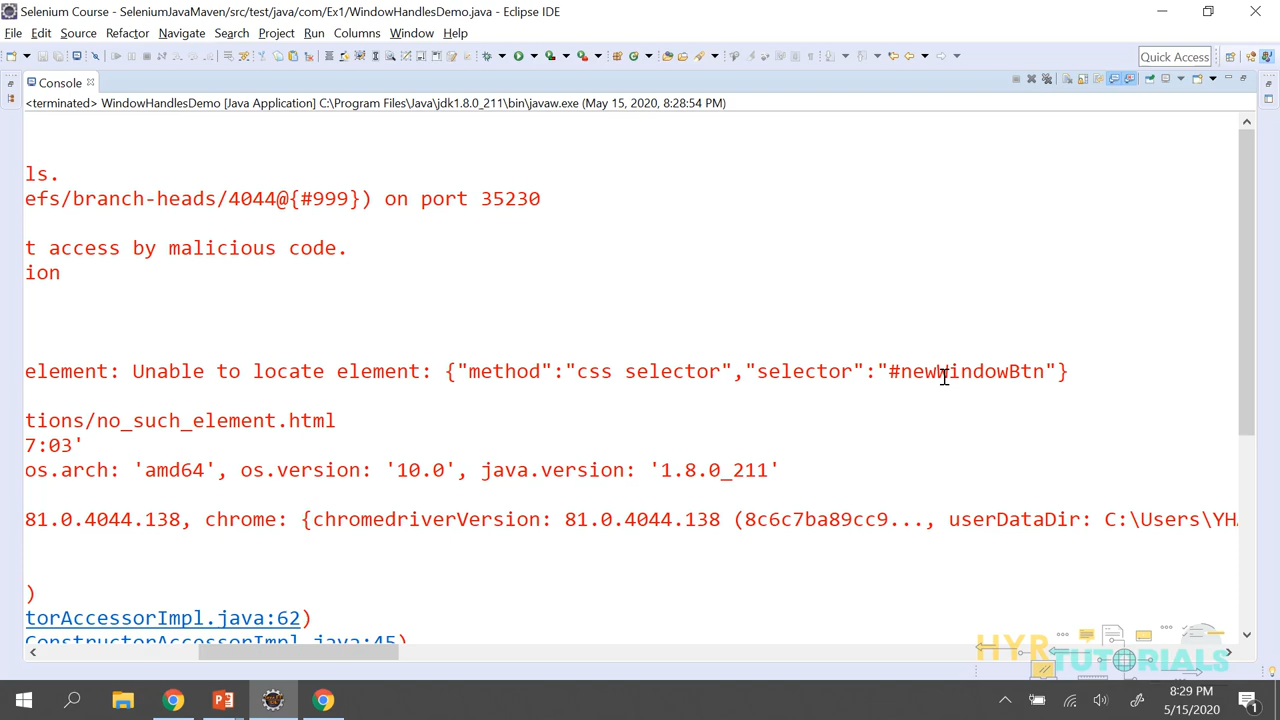 Selenium Course - SeleniumJavaMaven/src/test/java/com/Ex1/WindowHandlesDemo.java - Eclipse IDE
File Edit Source Refactor Navigate Search Project Run Columns Window Help
Quick Access
Console
<terminated> WindowHandlesDemo [Java Application] C:\Program Files\Java\jdk1.8.0_211\bin\javaw.exe (May 15, 2020, 8:28:54 PM)
ls.
efs/branch-heads/4044@{#999}) on port 35230
t access by malicious code.
ion
element: Unable to locate element: {"method":"css selector","selector":"#newWindowBtn"}
tions/no_such_element.html
7:03'
os.arch: 'amd64', os.version: '10.0', java.version: '1.8.0_211'
81.0.4044.138, chrome: {chromedriverVersion: 81.0.4044.138 (8c6c7ba89cc9..., userDataDir: C:\Users\YHA
)
torAccessorImpl.java:62)
ConstructorAccessorImpl.java:45)
HYR TUTORIALS
8:29 PM
5/15/2020
1